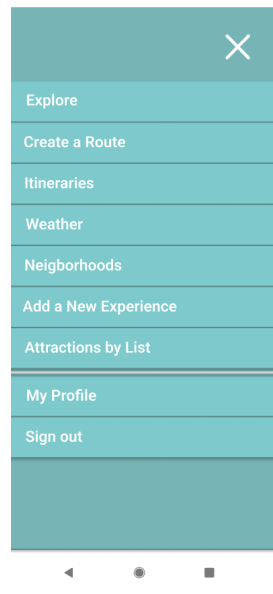 Explore
Create a Route
Itineraries
Weather
Neigborhoods
Add a New Experience
Attractions by List
My Profile
Sign out